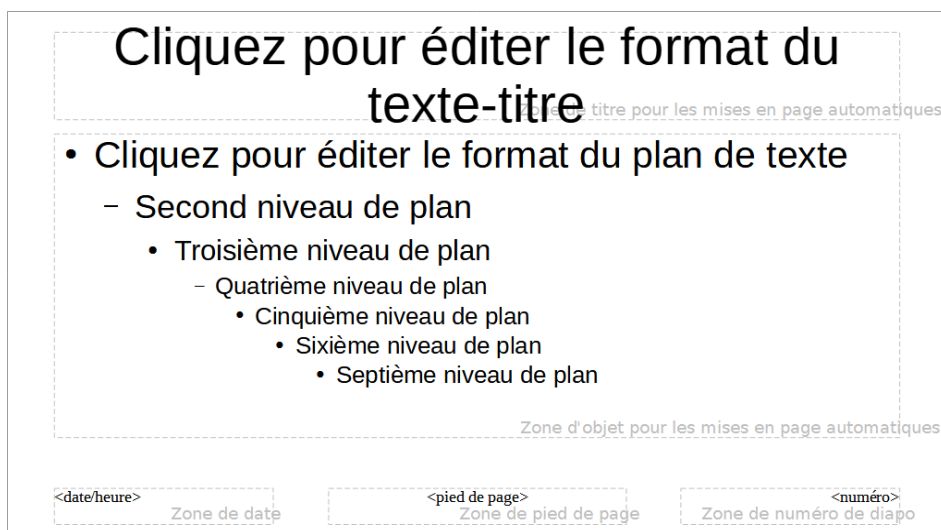 Cliquez pour éditer le format du
texte-titre
Zone de titre pour les mises en page automatiques
• Cliquez pour éditer le format du plan de texte
– Second niveau de plan
• Troisième niveau de plan
– Quatrième niveau de plan
• Cinquième niveau de plan
• Sixième niveau de plan
• Septième niveau de plan
Zone d'objet pour les mises en page automatiques
<date/heure> <pied de page> <numéro>
Zone de date Zone de pied de page Zone de numéro de diapo